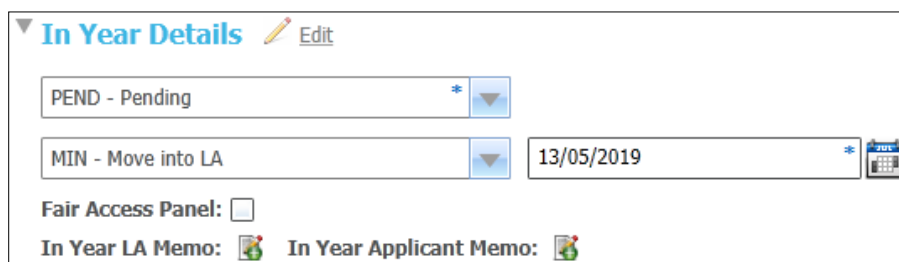 In Year Details Edit
PEND - Pending *
MIN - Move into LA 13/05/2019 * JUL
Fair Access Panel:
In Year LA Memo: In Year Applicant Memo: